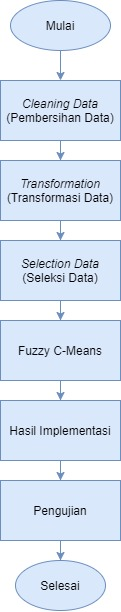 Mulai
Cleaning Data
(Pembersihan Data)
Transformation
(Transformasi Data)
Selection Data
(Seleksi Data)
Fuzzy C-Means
Hasil Implementasi
Pengujian
Selesai